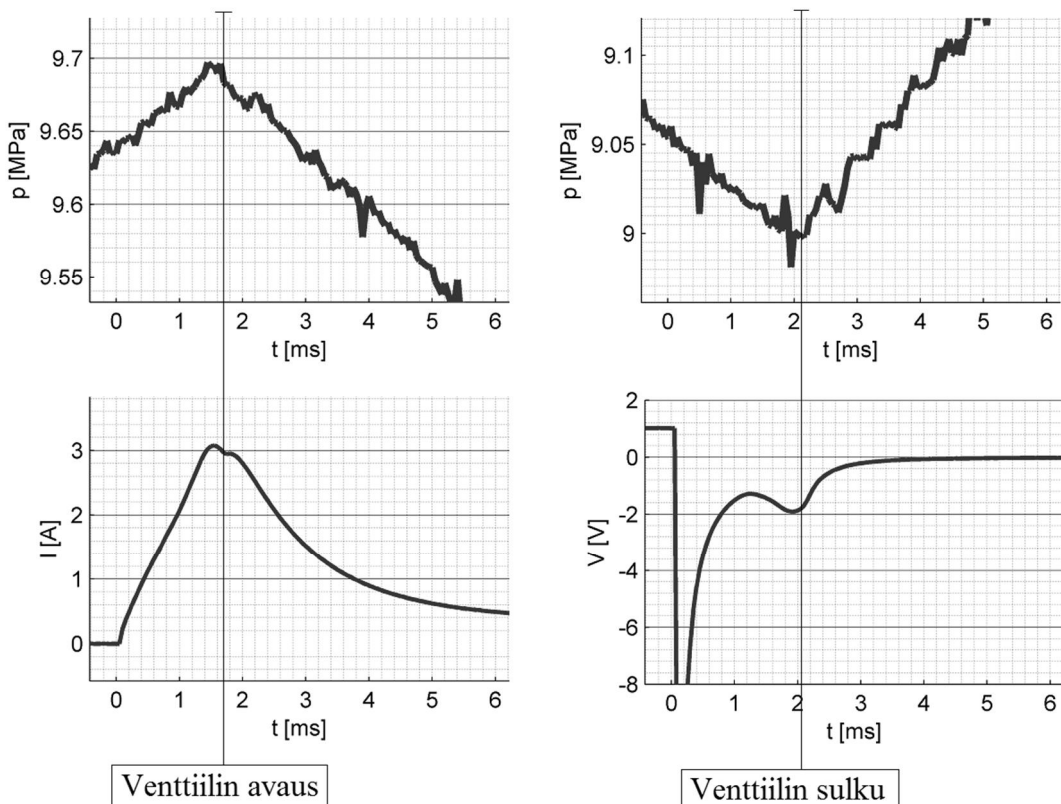 p [MPa]
9.7
9.65
9.6
9.55
0 1 2 3 4 5 6
t [ms]
p [MPa]
9.1
9.05
9
0 1 2 3 4 5 6
t [ms]
I [A]
3
2
1
0
0 1 2 3 4 5 6
t [ms]
V [V]
2
0
-2
-4
-6
-8
0 1 2 3 4 5 6
t [ms]
Venttiilin avaus
Venttiilin sulku